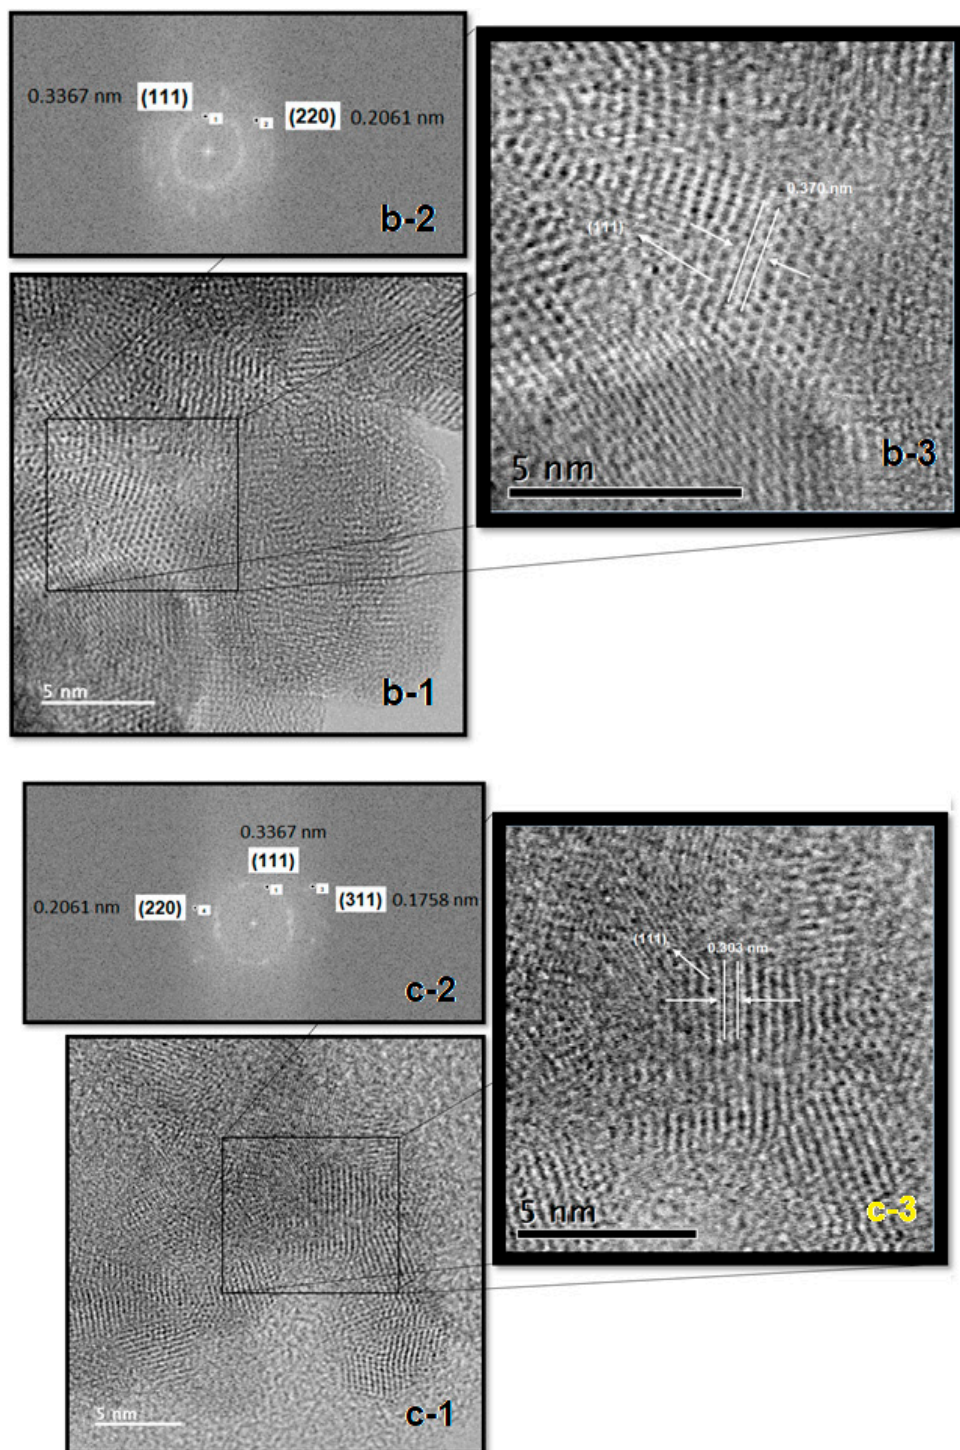 0.3367 nm (111) (220) 0.2061 nm
1 2
b-2
0.370 nm
(111)
5 nm
b-3
5 nm
b-1
0.3367 nm
(111)
0.2061 nm (220) (311) 0.1758 nm
c-2
(111)
0.303 nm
5 nm
c-3
5 nm
c-1